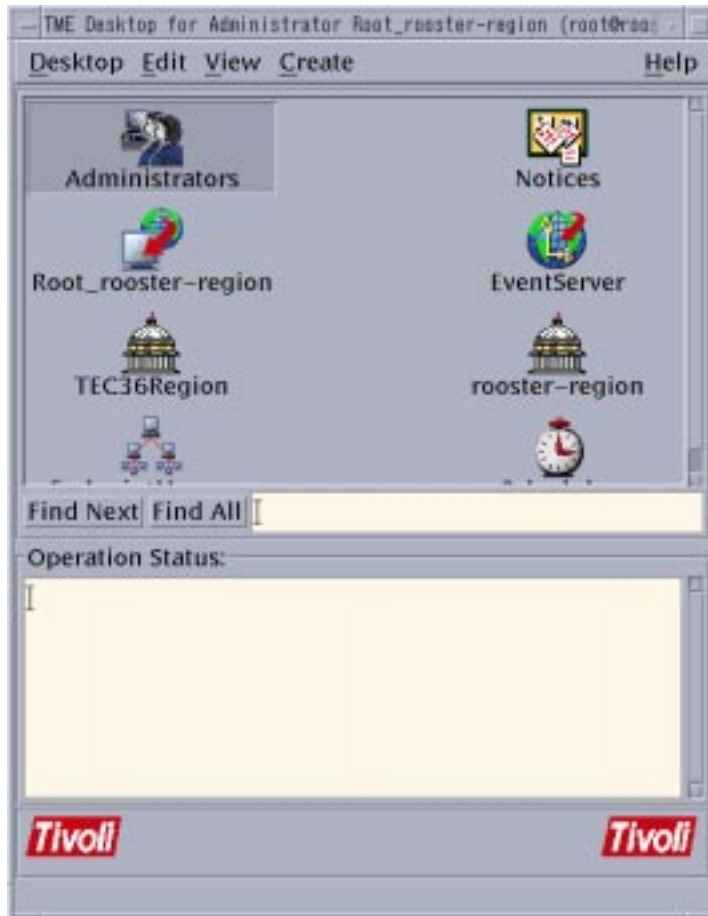 TME Desktop for Administrator Root_rooster-region (root@roos
Desktop Edit View Create Help
Administrators Notices
Root_rooster-region EventServer
TEC36Region rooster-region
Find Next Find All
Operation Status:
Tivoli Tivoli